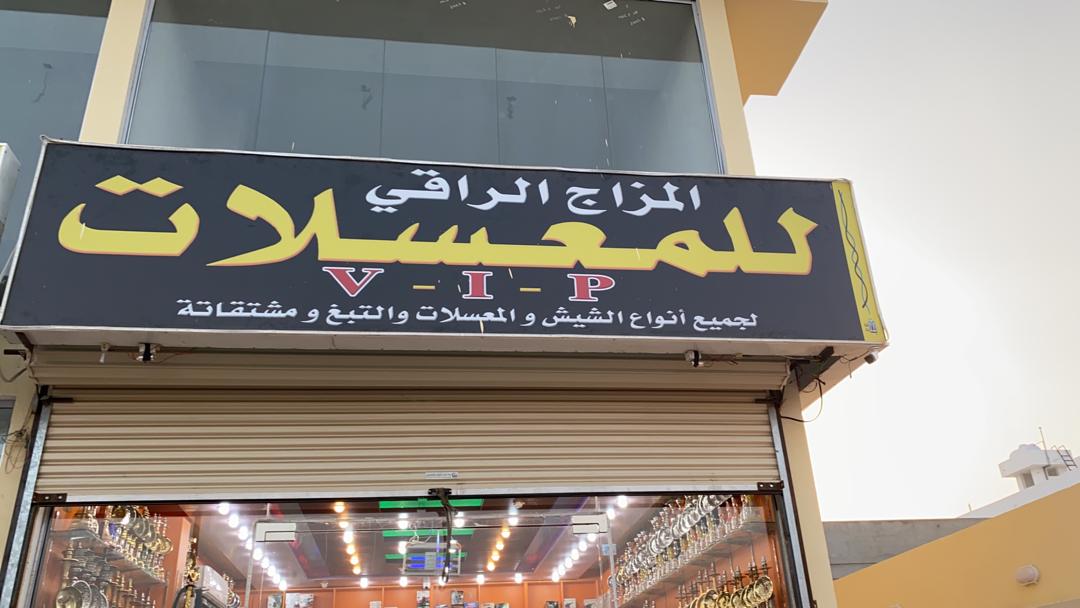 المزاج الراقي
للمعسلات
V - I - P
لجميع أنواع الشيش و المعسلات والتبغ و مشتقاتة